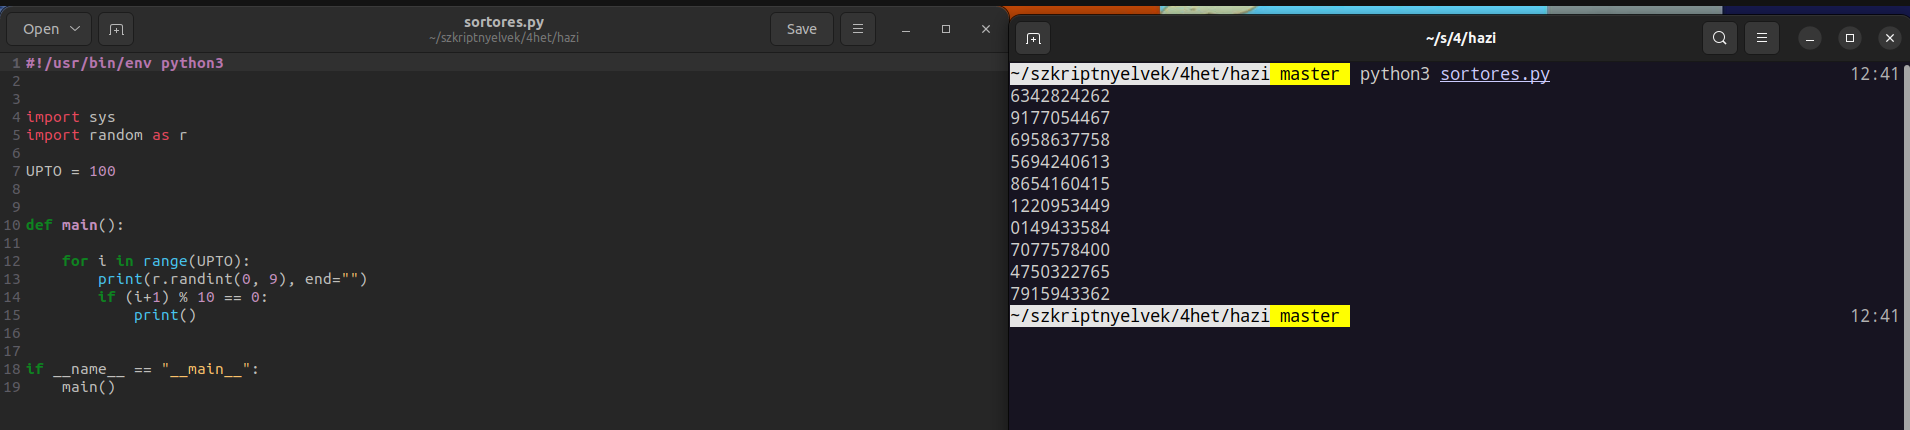 Open
sortores.py
~/szkriptnyelvek/4het/hazi
Save
1 #!/usr/bin/env python3
2
3
4 import sys
5 import random as r
6
7 UPTO = 100
8
9
10 def main():
11
12     for i in range(UPTO):
13         print(r.randint(0, 9), end="")
14         if (i+1) % 10 == 0:
15             print()
16
17
18 if __name__ == "__main__":
19     main()
~/s/4/hazi
~/szkriptnyelvek/4het/hazi master python3 sortores.py 12:41
6342824262
9177054467
6958637758
5694240613
8654160415
1220953449
0149433584
7077578400
4750322765
7915943362
~/szkriptnyelvek/4het/hazi master 12:41